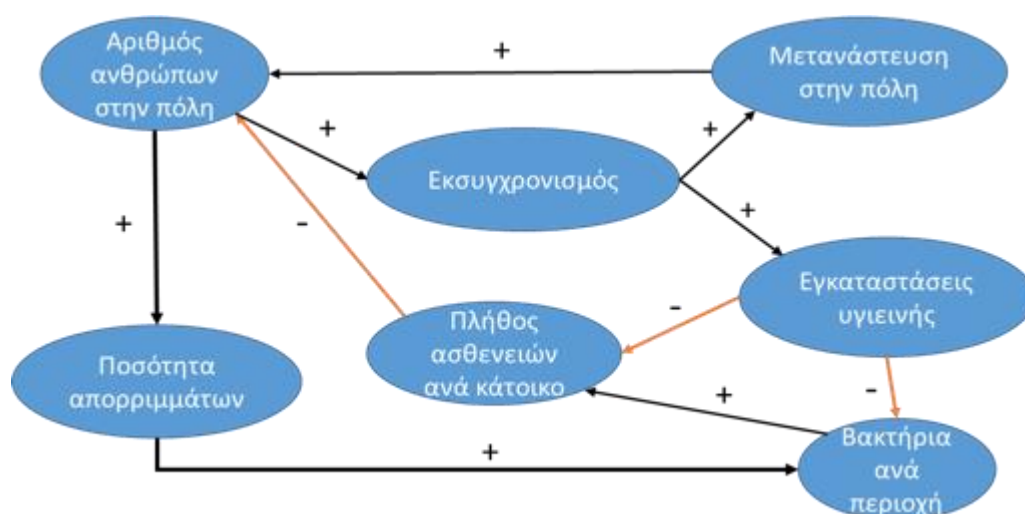 Αριθμός
ανθρώπων
στην πόλη
+
Μετανάστευση
στην πόλη
+
+
Εκσυγχρονισμός
+
+
-
Εγκαταστάσεις
υγιεινής
-
Πλήθος
ασθενειών
ανά κάτοικο
Ποσότητα
απορριμμάτων
+
-
+
Βακτήρια
ανά
περιοχή